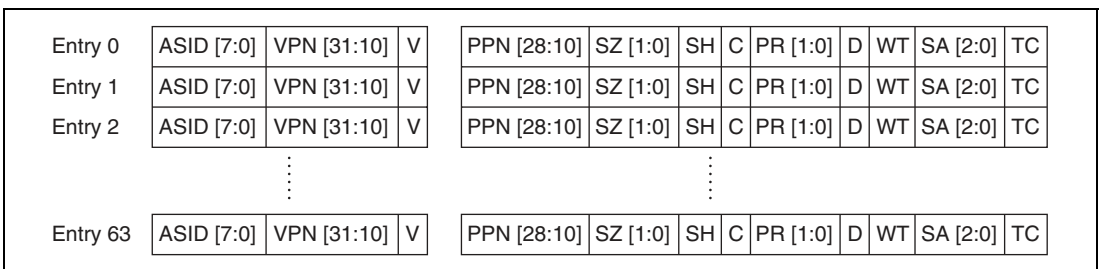 Entry 0 ASID [7:0] VPN [31:10] V PPN [28:10] SZ [1:0] SH C PR [1:0] D WT SA [2:0] TC
Entry 1 ASID [7:0] VPN [31:10] V PPN [28:10] SZ [1:0] SH C PR [1:0] D WT SA [2:0] TC
Entry 2 ASID [7:0] VPN [31:10] V PPN [28:10] SZ [1:0] SH C PR [1:0] D WT SA [2:0] TC
Entry 63 ASID [7:0] VPN [31:10] V PPN [28:10] SZ [1:0] SH C PR [1:0] D WT SA [2:0] TC